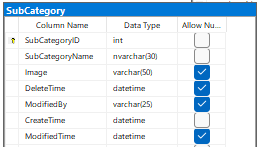 SubCategory
Column Name Data Type Allow Nu...
SubCategoryID int
SubCategoryName nvarchar(30)
Image varchar(50)
DeleteTime datetime
ModifiedBy varchar(25)
CreateTime datetime
ModifiedTime datetime